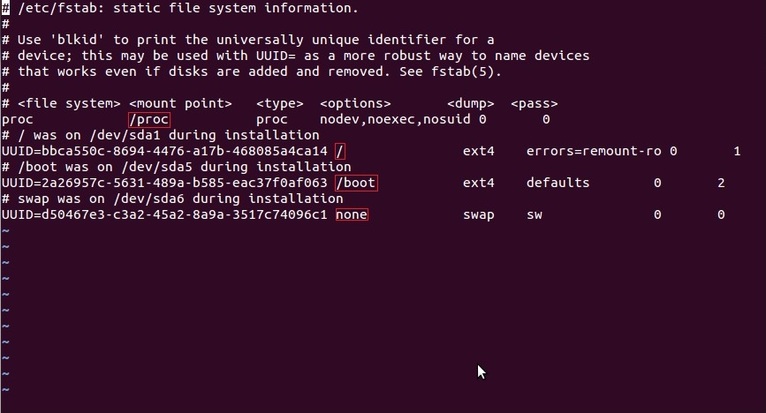 # /etc/fstab: static file system information.
#
# Use 'blkid' to print the universally unique identifier for a
# device; this may be used with UUID= as a more robust way to name devices
# that works even if disks are added and removed. See fstab(5).
#
# <file system> <mount point>   <type>  <options>       <dump>  <pass>
proc            /proc           proc    nodev,noexec,nosuid 0       0
# / was on /dev/sda1 during installation
UUID=bbca550c-8694-4476-a17b-468085a4ca14 /               ext4    errors=remount-ro 0       1
# /boot was on /dev/sda5 during installation
UUID=2a26957c-5631-489a-b585-eac37f0af063 /boot           ext4    defaults        0       2
# swap was on /dev/sda6 during installation
UUID=d50467e3-c3a2-45a2-8a9a-3517c74096c1 none            swap    sw              0       0
~
~
~
~
~
~
~
~
~
~
~